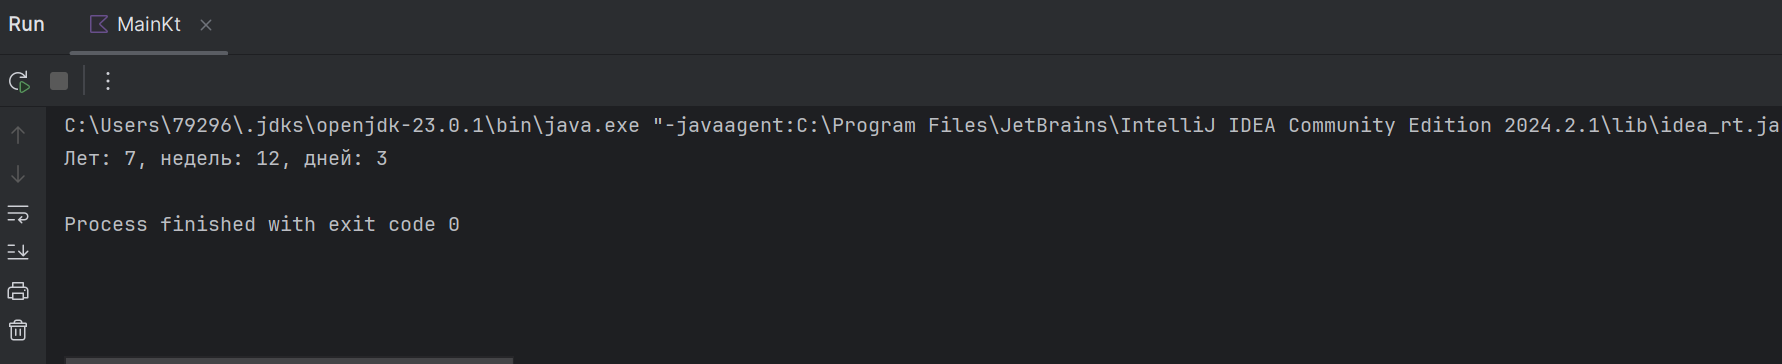 Run MainKt
C:\Users\79296\.jdks\openjdk-23.0.1\bin\java.exe "-javaagent:C:\Program Files\JetBrains\IntelliJ IDEA Community Edition 2024.2.1\lib\idea_rt.ja
Лет: 7, недель: 12, дней: 3
Process finished with exit code 0